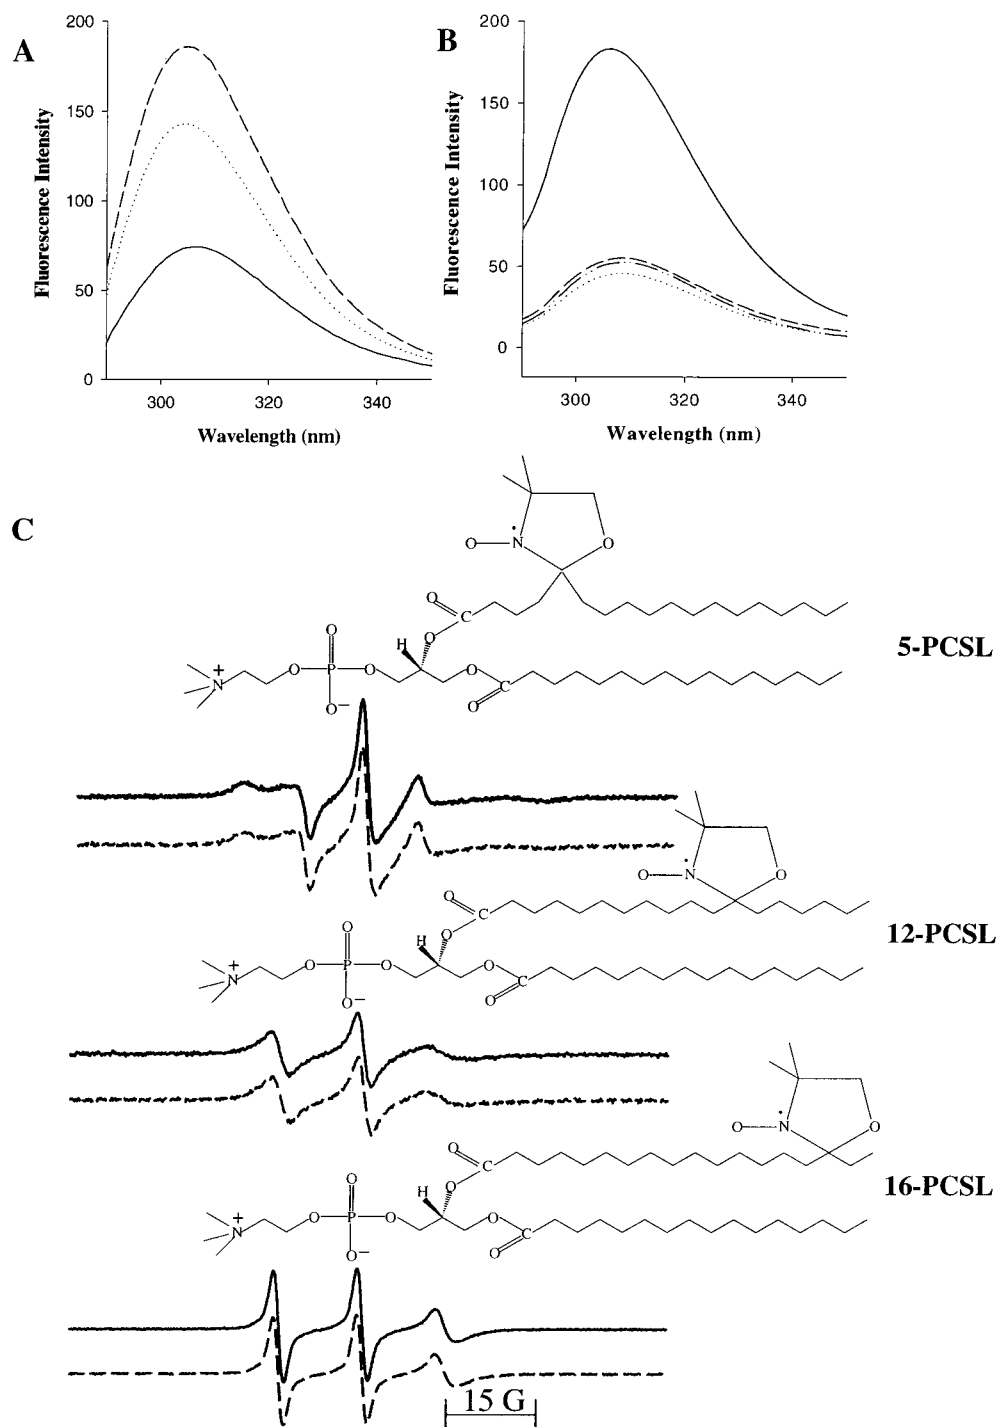 A
B
200
150
100
50
0
Fluorescence Intensity
300
320
340
Wavelength (nm)
200
150
100
50
0
Fluorescence Intensity
300
320
340
Wavelength (nm)
C
O
N
O
O
C
O
H
O
P
O
O
O
N
+
O−
O
C
5-PCSL
O
N
O
O
C
O
H
O
P
O
O
O
N
+
O−
O
C
12-PCSL
O
N
O
O
C
O
H
O
P
O
O
O
N
+
O−
O
C
16-PCSL
15 G